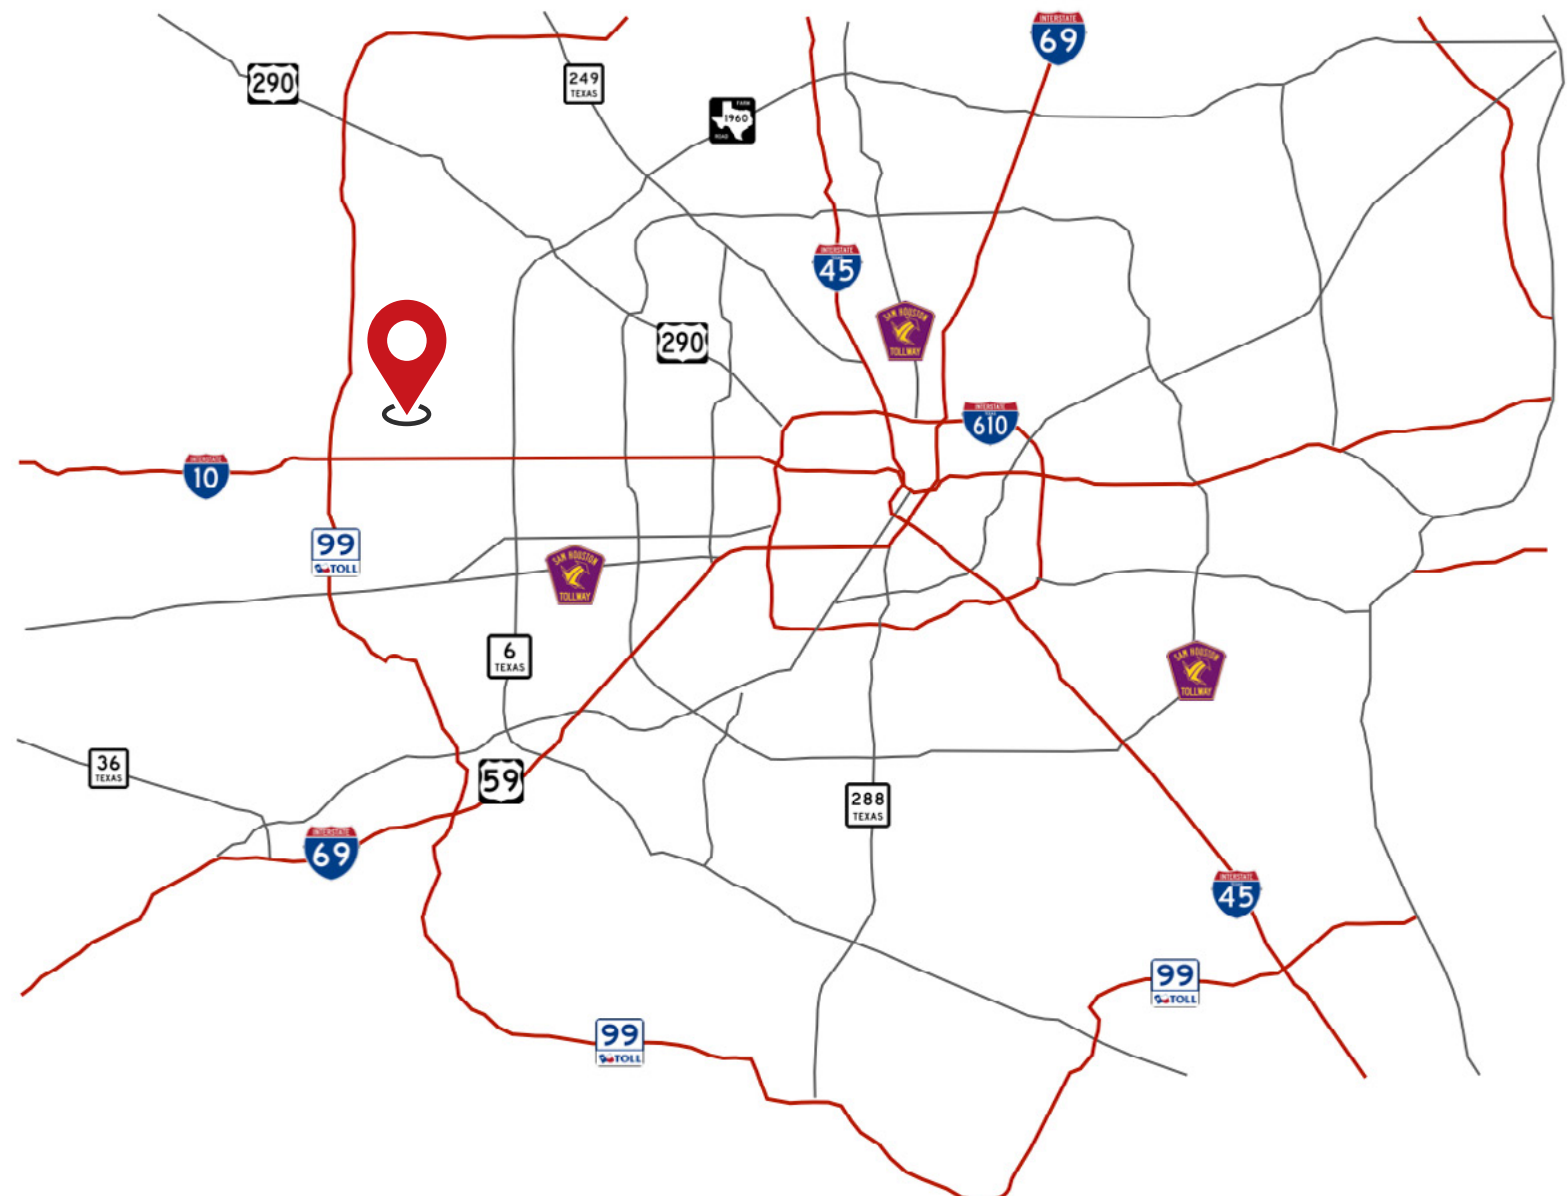 INTERSTATE
69
290
249
TEXAS
FARM
1960
ROAD
INTERSTATE
45
SAM HOUSTON
TOLLWAY
290
INTERSTATE
610
INTERSTATE
10
99
TOLL
SAM HOUSTON
TOLLWAY
6
TEXAS
SAM HOUSTON
TOLLWAY
36
TEXAS
59
288
TEXAS
INTERSTATE
69
INTERSTATE
45
99
TOLL
99
TOLL